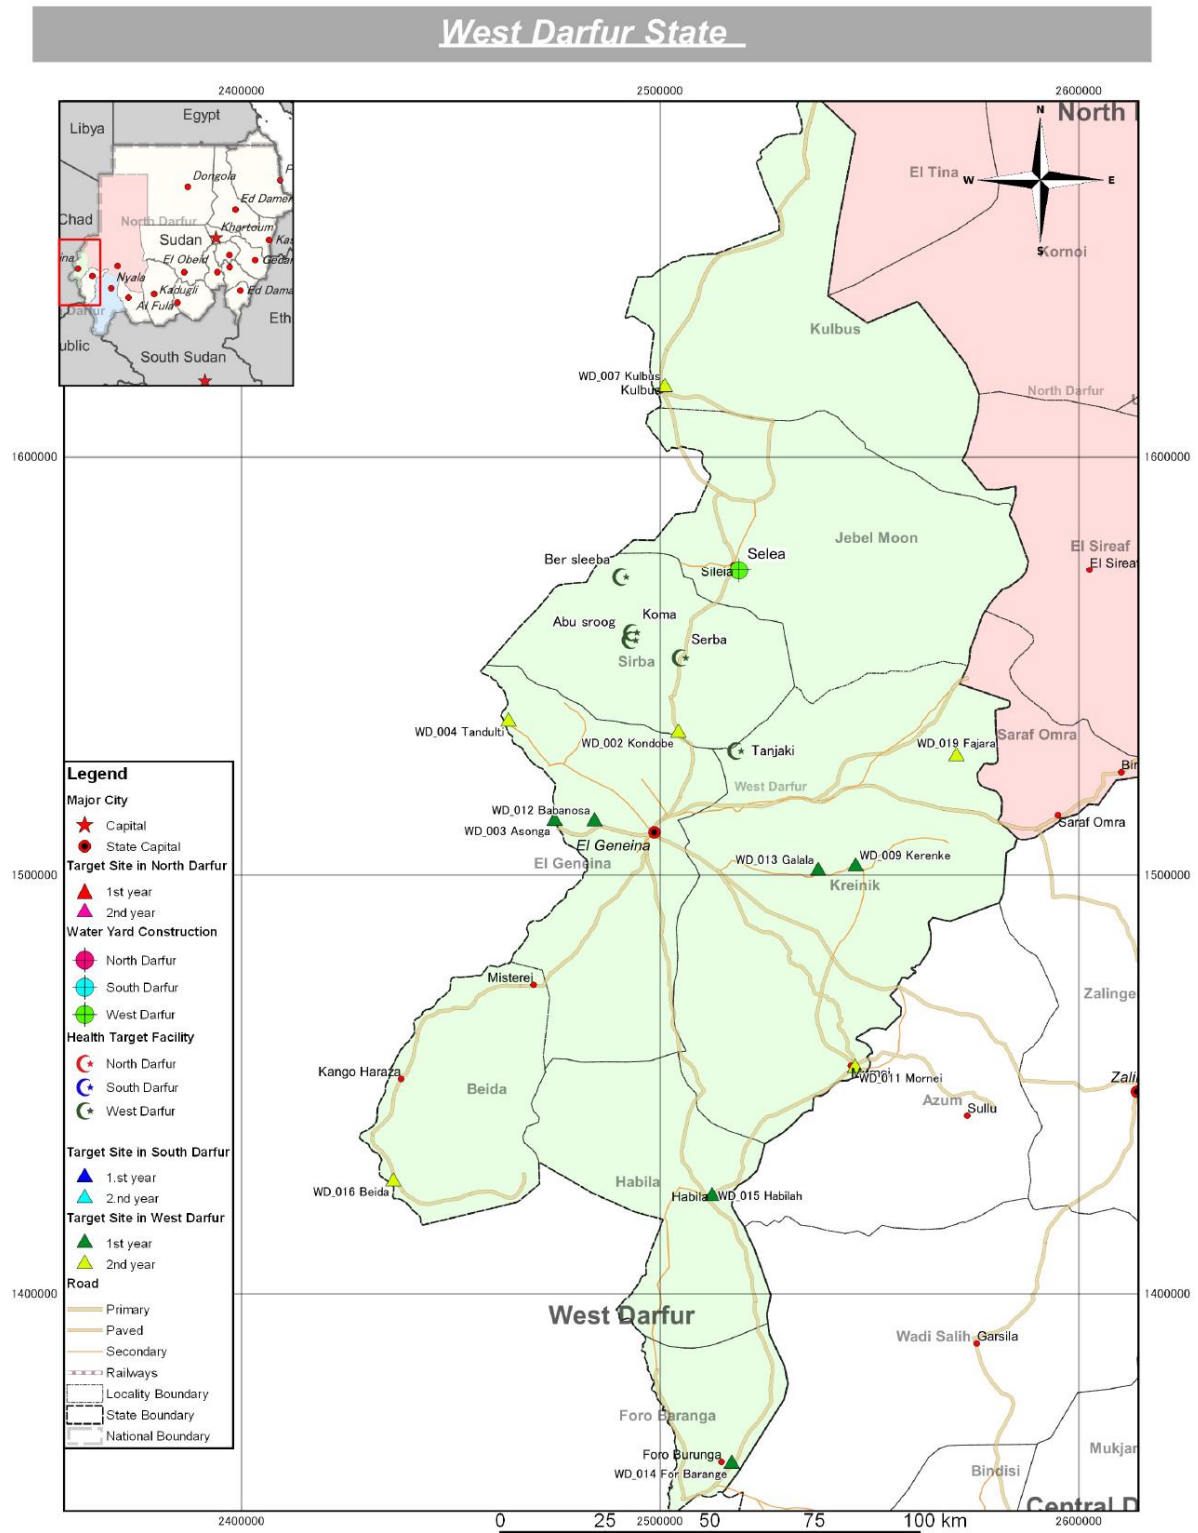 West Darfur State
2400000
2500000
2600000
Libya
Egypt
Dongola
Ed Damer
Chad
North Darfur
Khartoum
Sudan
El Obeid
Nyala
Kadugli
Al Fula
Ed Dama
Eth
South Sudan
North
El Tina
N
W
E
S
Kornoi
Kulbus
WD_007 Kulbus
Kulbus
North Darfur
1600000
1600000
Jebel Moon
Selea
Sileia
El Sireaf
El Sireaf
Ber sleeba
Koma
Abu sroog
Serba
Sirba
WD_004 Tandulti
WD_002 Kondobe
Tanjaki
WD_019 Fajara
Saraf Omra
West Darfur
Bir
WD_012 Babanosa
WD_003 Asonga
Saraf Omra
El Geneina
El Geneina
WD_013 Galala
WD_009 Kerenke
Kreinik
1500000
1500000
Misterei
Zalinge
Kango Haraza
Beida
Mornei
WD_011 Mornei
Azum
Sullu
Zali
WD_016 Beida
Habila
Habila
WD_015 Habilah
1400000
1400000
West Darfur
Wadi Salih
Garsila
Foro Baranga
Foro Burunga
WD_014 For Barange
Mukjar
Bindisi
Central D
Legend
Major City
Capital
State Capital
Target Site in North Darfur
1st year
2nd year
Water Yard Construction
North Darfur
South Darfur
West Darfur
Health Target Facility
North Darfur
South Darfur
West Darfur
Target Site in South Darfur
1.st year
2.nd year
Target Site in West Darfur
1st year
2nd year
Road
Primary
Paved
Secondary
Railways
Locality Boundary
State Boundary
National Boundary
2400000
2500000
2600000
0 25 50 75 100 km